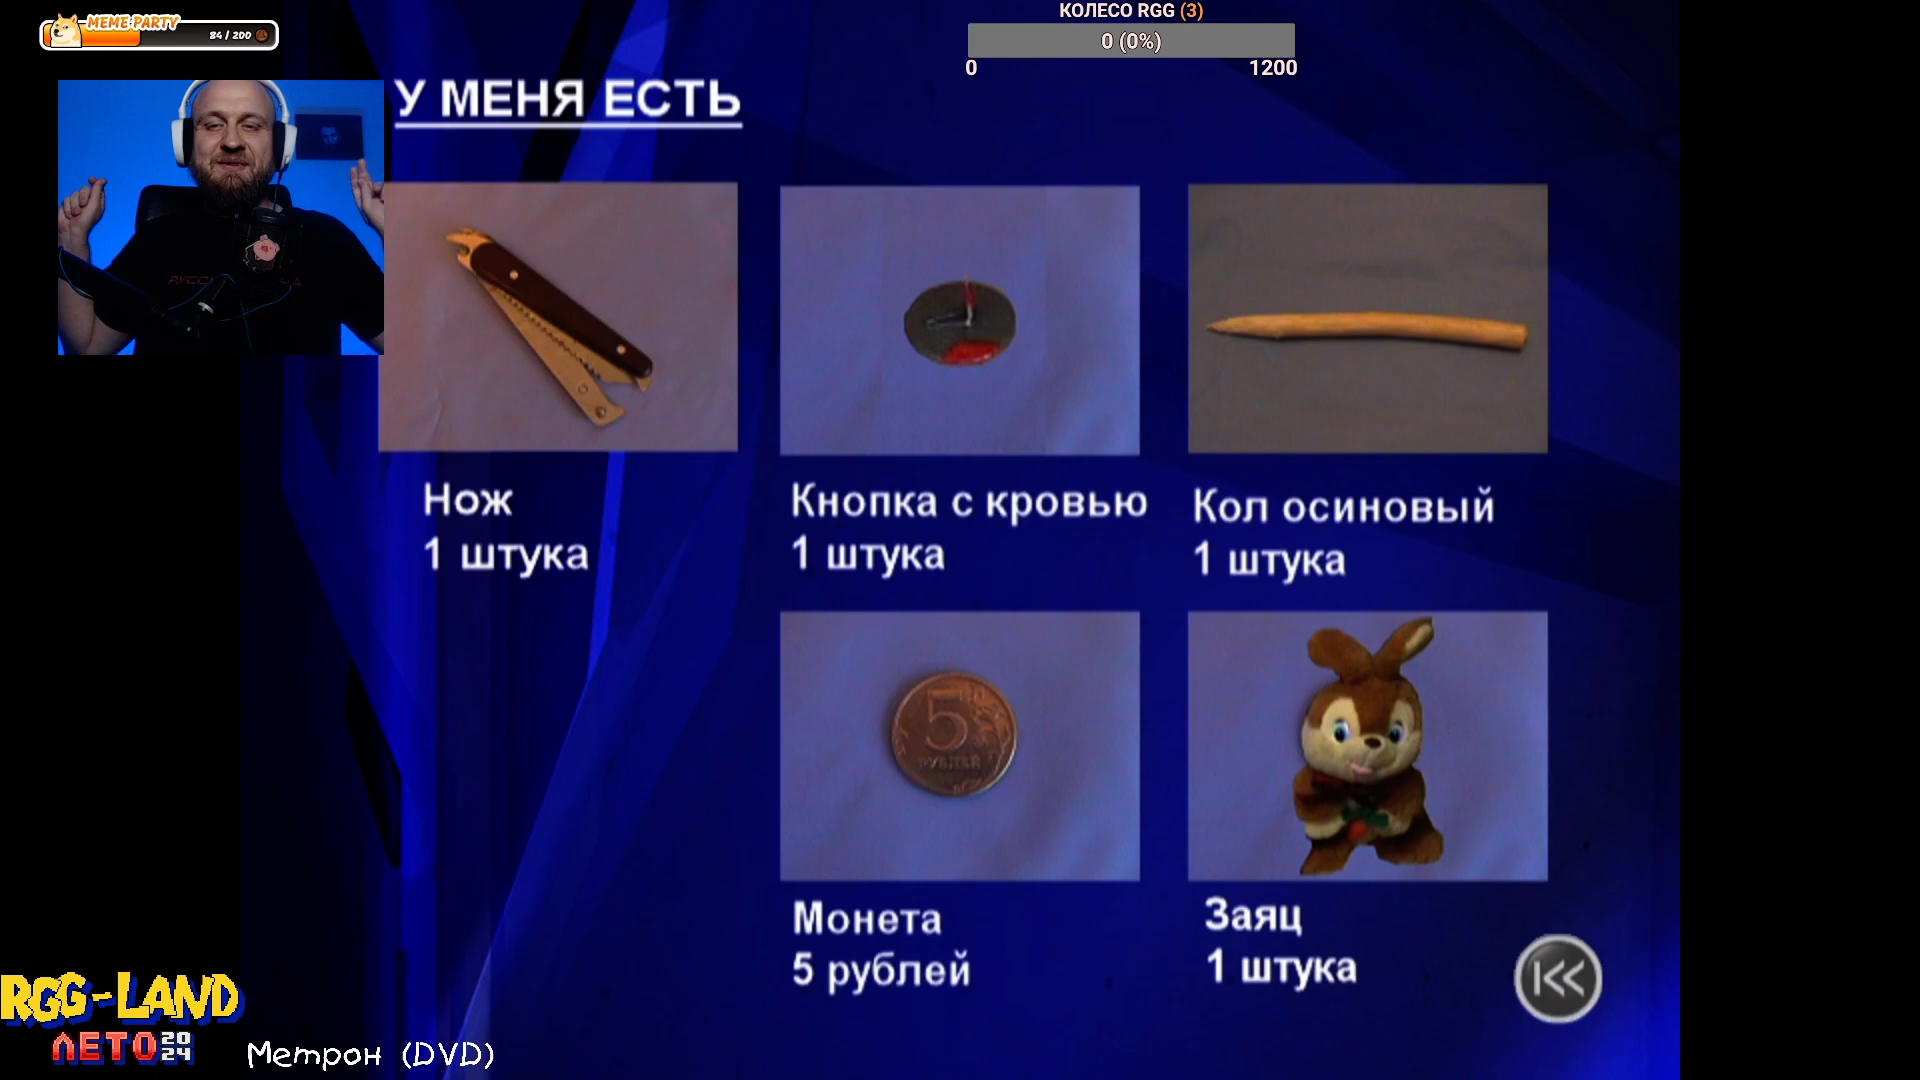 MEME PARTY
84 / 200
КОЛЕСО RGG (3)
0 (0%)
0 1200
У МЕНЯ ЕСТЬ
Нож
1 штука
Кнопка с кровью
1 штука
Кол осиновый
1 штука
5
РУБЛЕЙ
Монета
5 рублей
Заяц
1 штука
RGG-LAND
ЛЕТО 2024
Метрон (DVD)